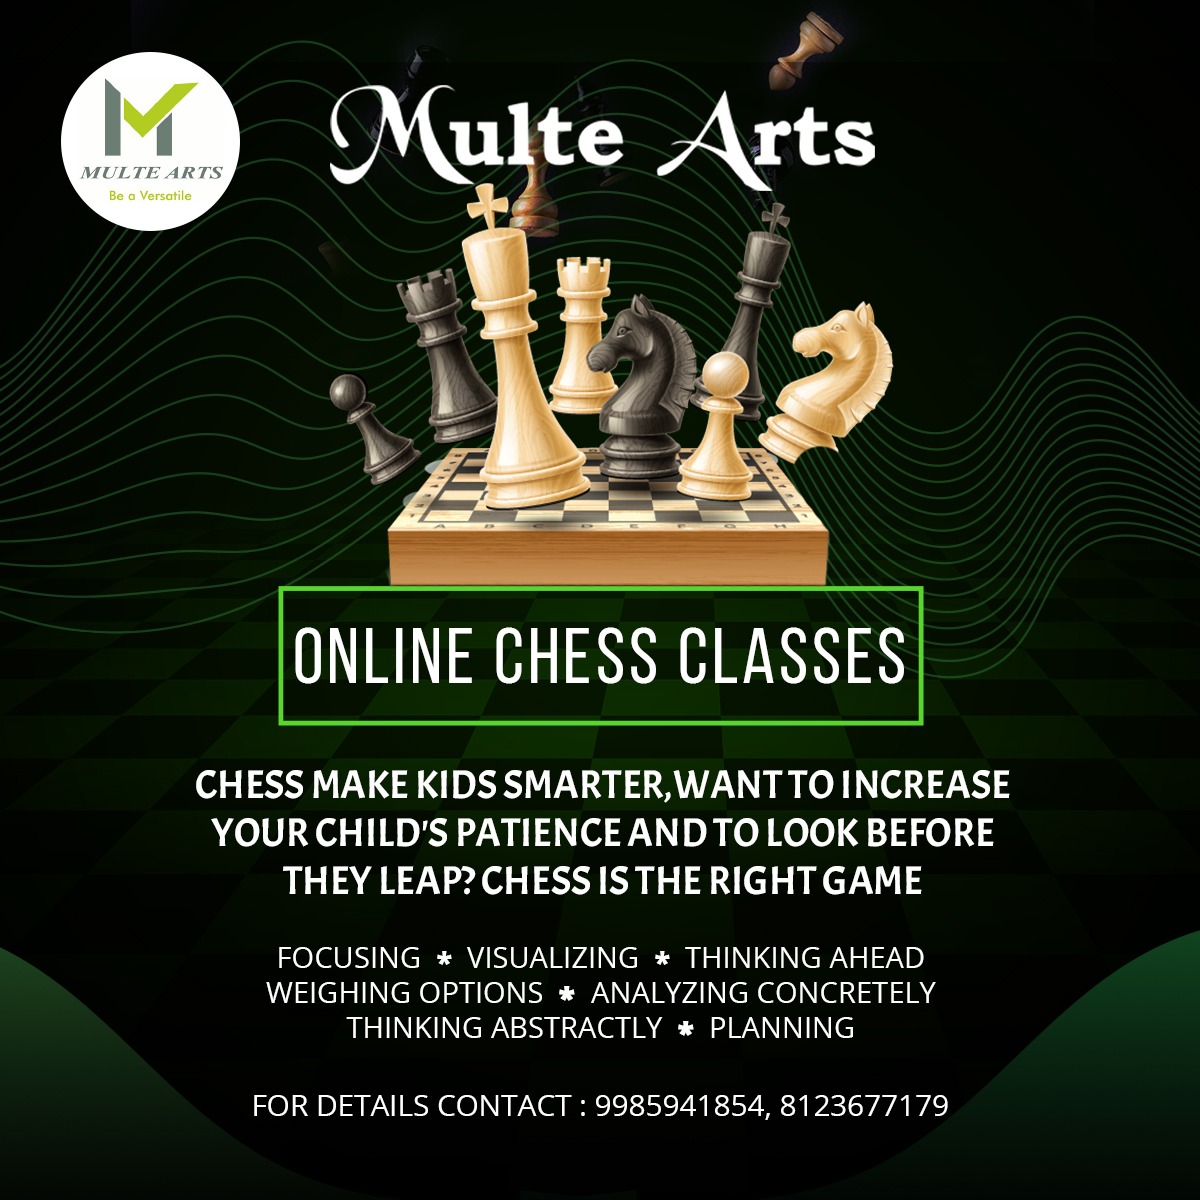 MULTE ARTS
Be a Versatile
Multe Arts
A B C D E F G H
ONLINE CHESS CLASSES
CHESS MAKE KIDS SMARTER,WANT TO INCREASE
YOUR CHILD'S PATIENCE AND TO LOOK BEFORE
THEY LEAP? CHESS IS THE RIGHT GAME
FOCUSING * VISUALIZING * THINKING AHEAD
WEIGHING OPTIONS * ANALYZING CONCRETELY
THINKING ABSTRACTLY * PLANNING
FOR DETAILS CONTACT : 9985941854, 8123677179